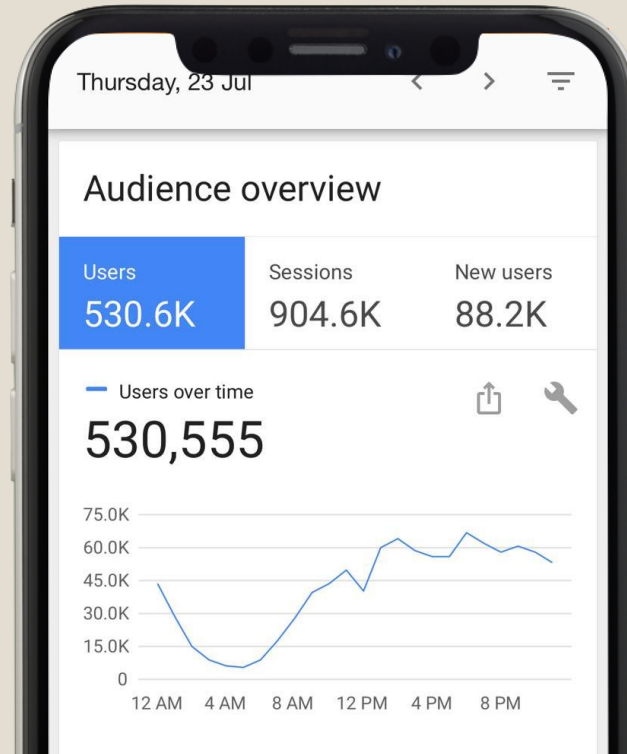 Thursday, 23 Jul
Audience overview
Users Sessions New users
530.6K 904.6K 88.2K
Users over time
530,555
75.0K
60.0K
45.0K
30.0K
15.0K
0
12 AM 4 AM 8 AM 12 PM 4 PM 8 PM